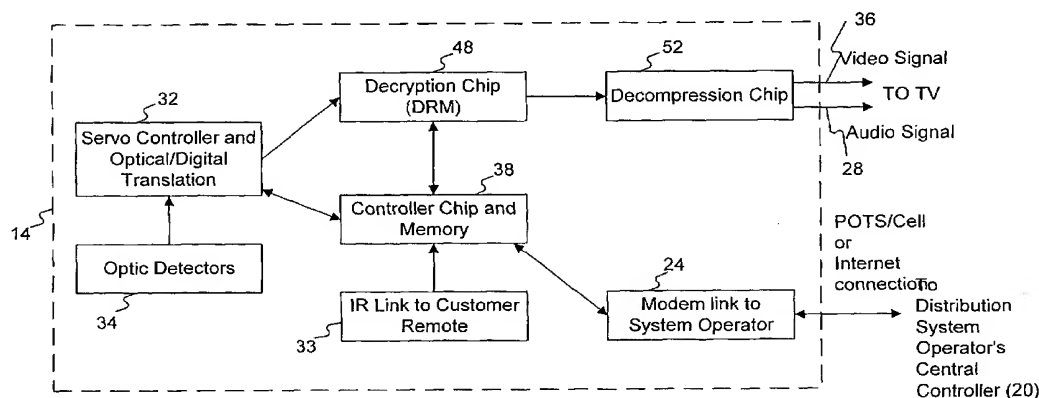 36
48
52
Video Signal
Decryption Chip
(DRM)
Decompression Chip
TO TV
32
Servo Controller and
Optical/Digital
Translation
Audio Signal
28
38
Controller Chip and
Memory
14
POTS/Cell
or
Internet
connection
Optic Detectors
24
34
IR Link to Customer
Remote
33
Modem link to
System Operator
To
Distribution
System
Operator's
Central
Controller (20)